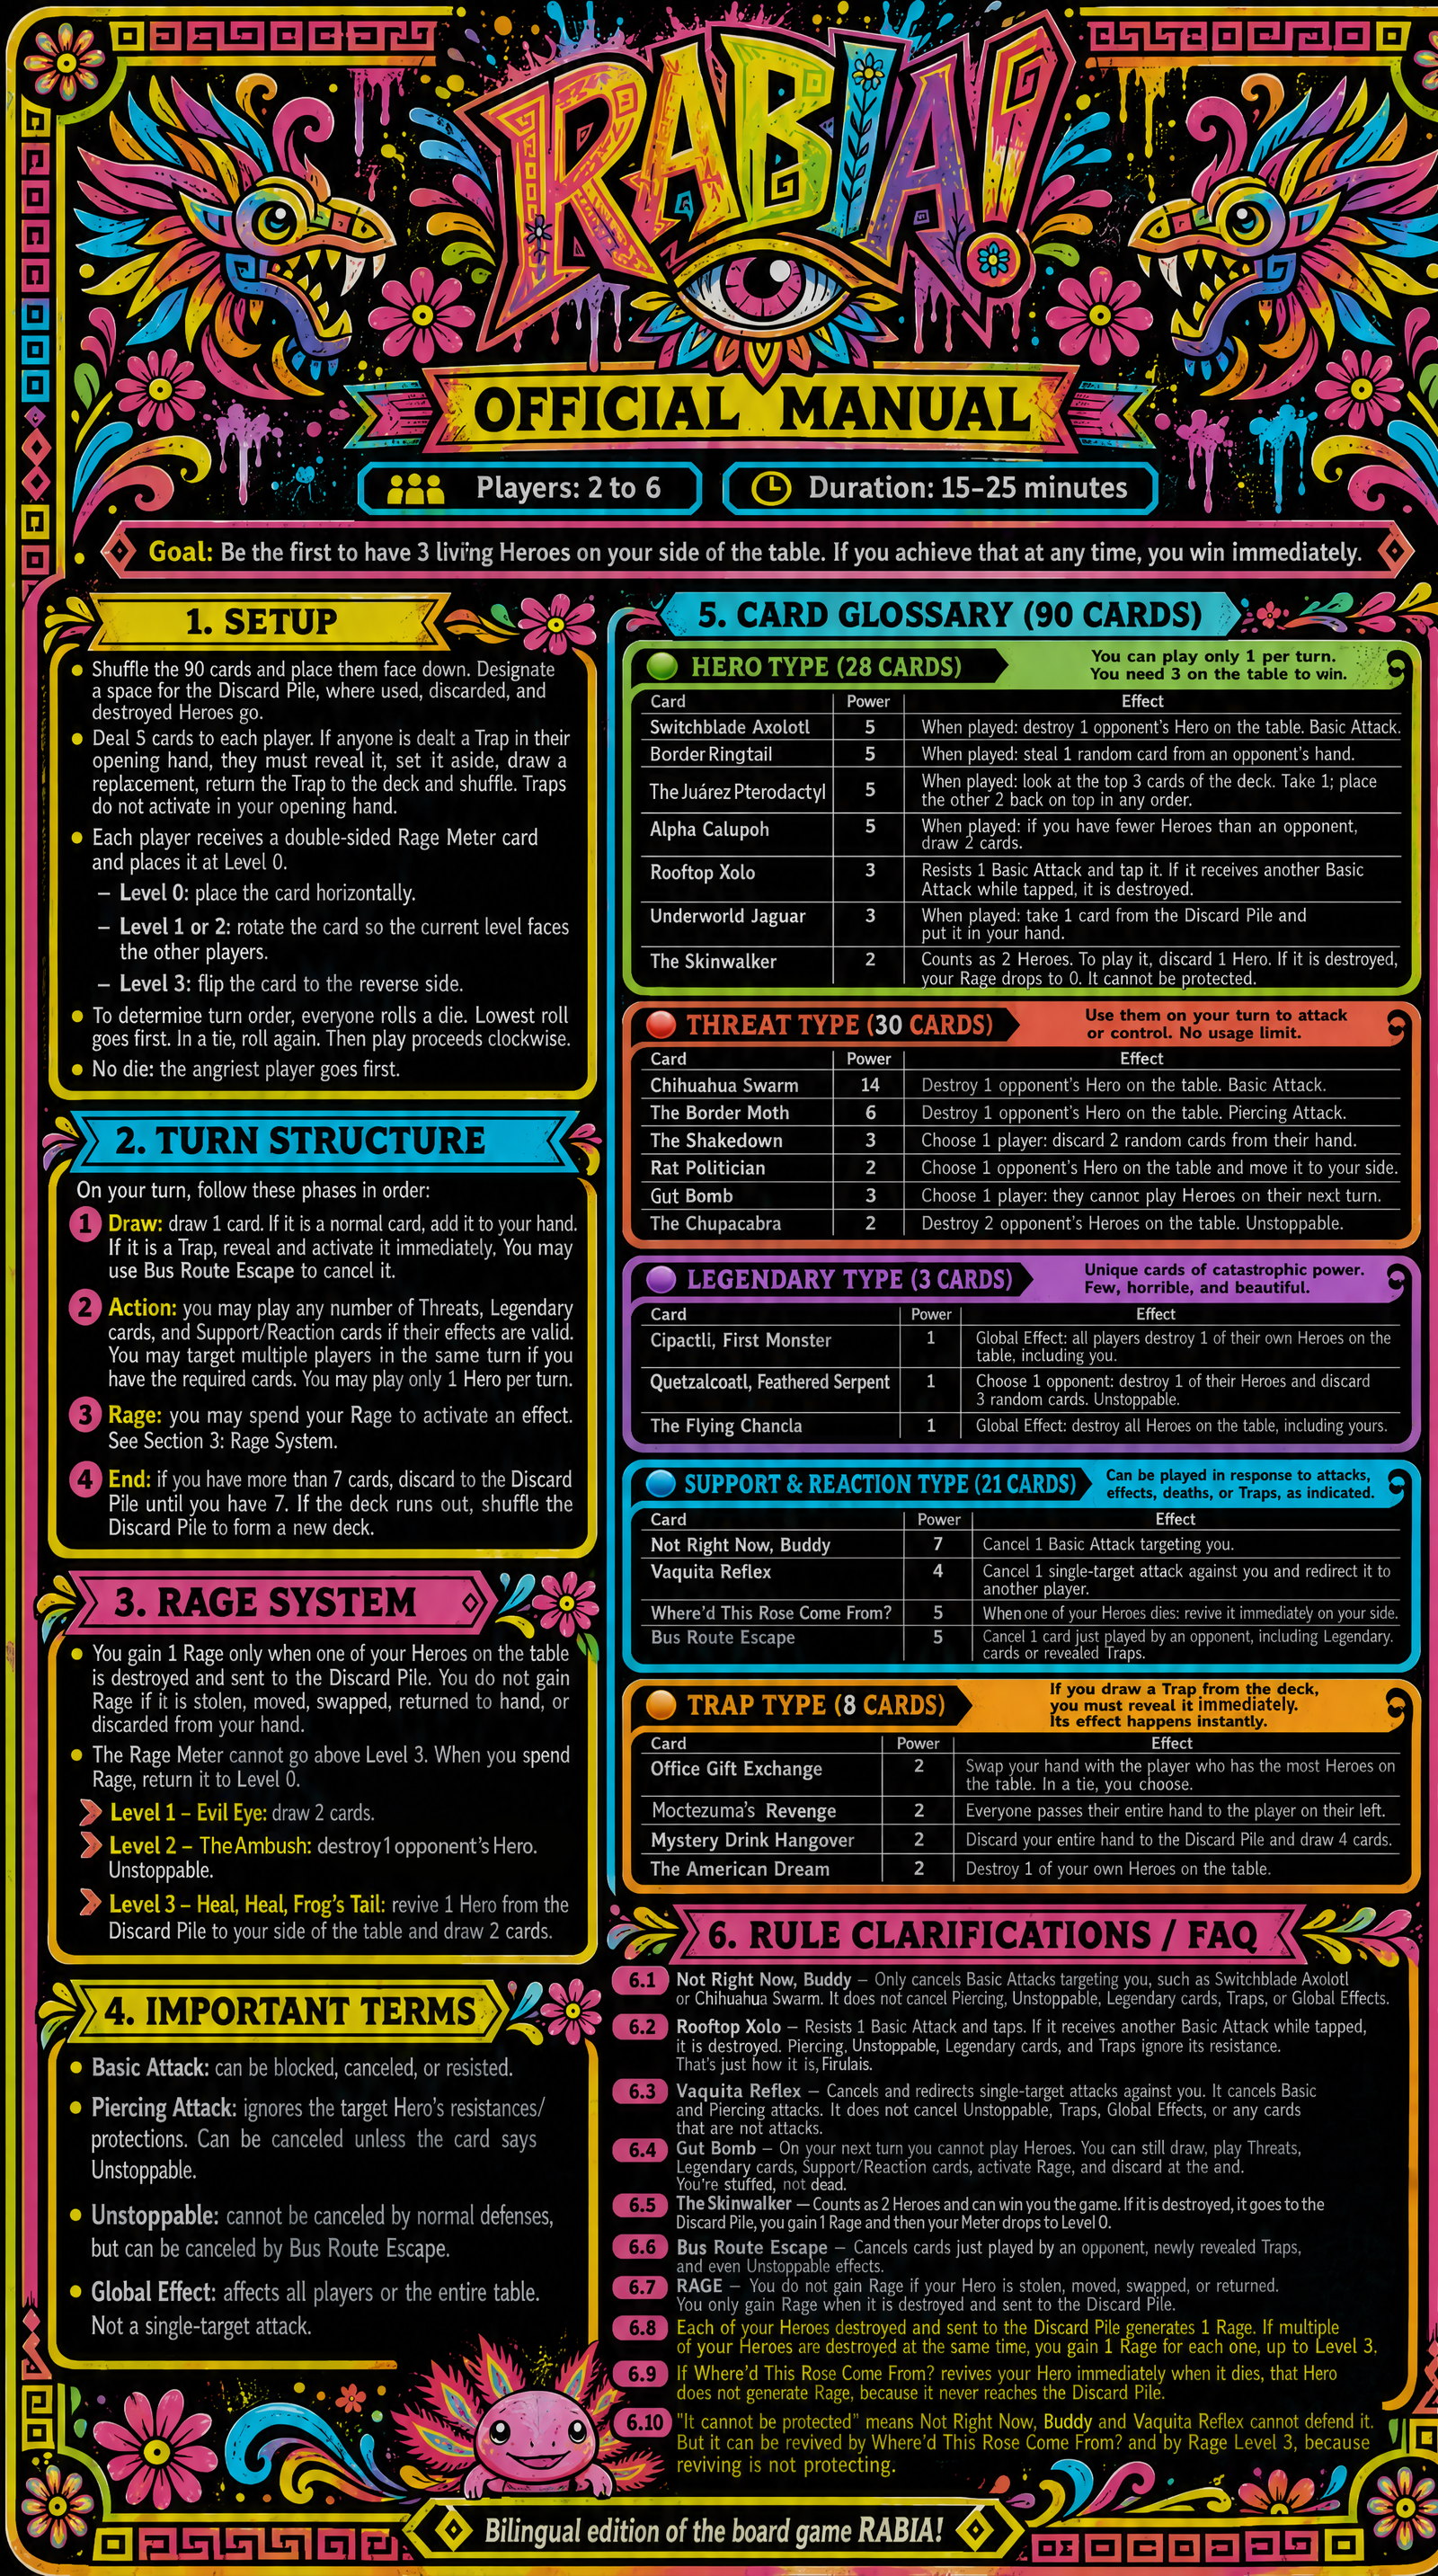 RABIA!
OFFICIAL MANUAL
Players: 2 to 6
Duration: 15–25 minutes
Goal: Be the first to have 3 living Heroes on your side of the table. If you achieve that at any time, you win immediately.
1. SETUP
Shuffle the 90 cards and place them face down. Designate
a space for the Discard Pile, where used, discarded, and
destroyed Heroes go.
Deal 5 cards to each player. If anyone is dealt a Trap in their
opening hand, they must reveal it, set it aside, draw a
replacement, return the Trap to the deck and shuffle. Traps
do not activate in your opening hand.
Each player receives a double-sided Rage Meter card
and places it at Level 0.
– Level 0: place the card horizontally.
– Level 1 or 2: rotate the card so the current level faces
the other players.
– Level 3: flip the card to the reverse side.
To determine turn order, everyone rolls a die. Lowest roll
goes first. In a tie, roll again. Then play proceeds clockwise.
No die: the angriest player goes first.
2. TURN STRUCTURE
On your turn, follow these phases in order:
1 Draw: draw 1 card. If it is a normal card, add it to your hand.
If it is a Trap, reveal and activate it immediately. You may
use Bus Route Escape to cancel it.
2 Action: you may play any number of Threats, Legendary
cards, and Support/Reaction cards if their effects are valid.
You may target multiple players in the same turn if you
have the required cards. You may play only 1 Hero per turn.
3 Rage: you may spend your Rage to activate an effect.
See Section 3: Rage System.
4 End: if you have more than 7 cards, discard to the Discard
Pile until you have 7. If the deck runs out, shuffle the
Discard Pile to form a new deck.
3. RAGE SYSTEM
You gain 1 Rage only when one of your Heroes on the table
is destroyed and sent to the Discard Pile. You do not gain
Rage if it is stolen, moved, swapped, returned to hand, or
discarded from your hand.
The Rage Meter cannot go above Level 3. When you spend
Rage, return it to Level 0.
Level 1 – Evil Eye: draw 2 cards.
Level 2 – The Ambush: destroy 1 opponent's Hero.
Unstoppable.
Level 3 – Heal, Heal, Frog's Tail: revive 1 Hero from the
Discard Pile to your side of the table and draw 2 cards.
4. IMPORTANT TERMS
Basic Attack: can be blocked, canceled, or resisted.
Piercing Attack: ignores the target Hero's resistances/
protections. Can be canceled unless the card says
Unstoppable.
Unstoppable: cannot be canceled by normal defenses,
but can be canceled by Bus Route Escape.
Global Effect: affects all players or the entire table.
Not a single-target attack.
5. CARD GLOSSARY (90 CARDS)
HERO TYPE (28 CARDS)
You can play only 1 per turn.
You need 3 on the table to win.
Card Power Effect
Switchblade Axolotl 5 When played: destroy 1 opponent's Hero on the table. Basic Attack.
Border Ringtail 5 When played: steal 1 random card from an opponent's hand.
The Juárez Pterodactyl 5 When played: look at the top 3 cards of the deck. Take 1; place
the other 2 back on top in any order.
Alpha Calupoh 5 When played: if you have fewer Heroes than an opponent,
draw 2 cards.
Rooftop Xolo 3 Resists 1 Basic Attack and tap it. If it receives another Basic
Attack while tapped, it is destroyed.
Underworld Jaguar 3 When played: take 1 card from the Discard Pile and
put it in your hand.
The Skinwalker 2 Counts as 2 Heroes. To play it, discard 1 Hero. If it is destroyed,
your Rage drops to 0. It cannot be protected.
THREAT TYPE (30 CARDS)
Use them on your turn to attack
or control. No usage limit.
Card Power Effect
Chihuahua Swarm 14 Destroy 1 opponent's Hero on the table. Basic Attack.
The Border Moth 6 Destroy 1 opponent's Hero on the table. Piercing Attack.
The Shakedown 3 Choose 1 player: discard 2 random cards from their hand.
Rat Politician 2 Choose 1 opponent's Hero on the table and move it to your side.
Gut Bomb 3 Choose 1 player: they cannot play Heroes on their next turn.
The Chupacabra 2 Destroy 2 opponent's Heroes on the table. Unstoppable.
LEGENDARY TYPE (3 CARDS)
Unique cards of catastrophic power.
Few, horrible, and beautiful.
Card Power Effect
Cipactli, First Monster 1 Global Effect: all players destroy 1 of their own Heroes on the
table, including you.
Quetzalcoatl, Feathered Serpent 1 Choose 1 opponent: destroy 1 of their Heroes and discard
3 random cards. Unstoppable.
The Flying Chancla 1 Global Effect: destroy all Heroes on the table, including yours.
SUPPORT & REACTION TYPE (21 CARDS)
Can be played in response to attacks,
effects, deaths, or Traps, as indicated.
Card Power Effect
Not Right Now, Buddy 7 Cancel 1 Basic Attack targeting you.
Vaquita Reflex 4 Cancel 1 single-target attack against you and redirect it to
another player.
Where'd This Rose Come From? 5 When one of your Heroes dies: revive it immediately on your side.
Bus Route Escape 5 Cancel 1 card just played by an opponent, including Legendary.
cards or revealed Traps.
TRAP TYPE (8 CARDS)
If you draw a Trap from the deck,
you must reveal it immediately.
Its effect happens instantly.
Card Power Effect
Office Gift Exchange 2 Swap your hand with the player who has the most Heroes on
the table. In a tie, you choose.
Moctezuma's Revenge 2 Everyone passes their entire hand to the player on their left.
Mystery Drink Hangover 2 Discard your entire hand to the Discard Pile and draw 4 cards.
The American Dream 2 Destroy 1 of your own Heroes on the table.
6. RULE CLARIFICATIONS / FAQ
6.1 Not Right Now, Buddy – Only cancels Basic Attacks targeting you, such as Switchblade Axolotl
or Chihuahua Swarm. It does not cancel Piercing, Unstoppable, Legendary cards, Traps, or Global Effects.
6.2 Rooftop Xolo – Resists 1 Basic Attack and taps. If it receives another Basic Attack while tapped,
it is destroyed. Piercing, Unstoppable, Legendary cards, and Traps ignore its resistance.
That's just how it is, Firulais.
6.3 Vaquita Reflex – Cancels and redirects single-target attacks against you. It cancels Basic
and Piercing attacks. It does not cancel Unstoppable, Traps, Global Effects, or any cards
that are not attacks.
6.4 Gut Bomb – On your next turn you cannot play Heroes. You can still draw, play Threats,
Legendary cards, Support/Reaction cards, activate Rage, and discard at the end.
You're stuffed, not dead.
6.5 The Skinwalker — Counts as 2 Heroes and can win you the game. If it is destroyed, it goes to the
Discard Pile, you gain 1 Rage and then your Meter drops to Level 0.
6.6 Bus Route Escape – Cancels cards just played by an opponent, newly revealed Traps,
and even Unstoppable effects.
6.7 RAGE – You do not gain Rage if your Hero is stolen, moved, swapped, or returned.
You only gain Rage when it is destroyed and sent to the Discard Pile.
6.8 Each of your Heroes destroyed and sent to the Discard Pile generates 1 Rage. If multiple
of your Heroes are destroyed at the same time, you gain 1 Rage for each one, up to Level 3.
6.9 If Where'd This Rose Come From? revives your Hero immediately when it dies, that Hero
does not generate Rage, because it never reaches the Discard Pile.
6.10 "It cannot be protected" means Not Right Now, Buddy and Vaquita Reflex cannot defend it.
But it can be revived by Where'd This Rose Come From? and by Rage Level 3, because
reviving is not protecting.
Bilingual edition of the board game RABIA!